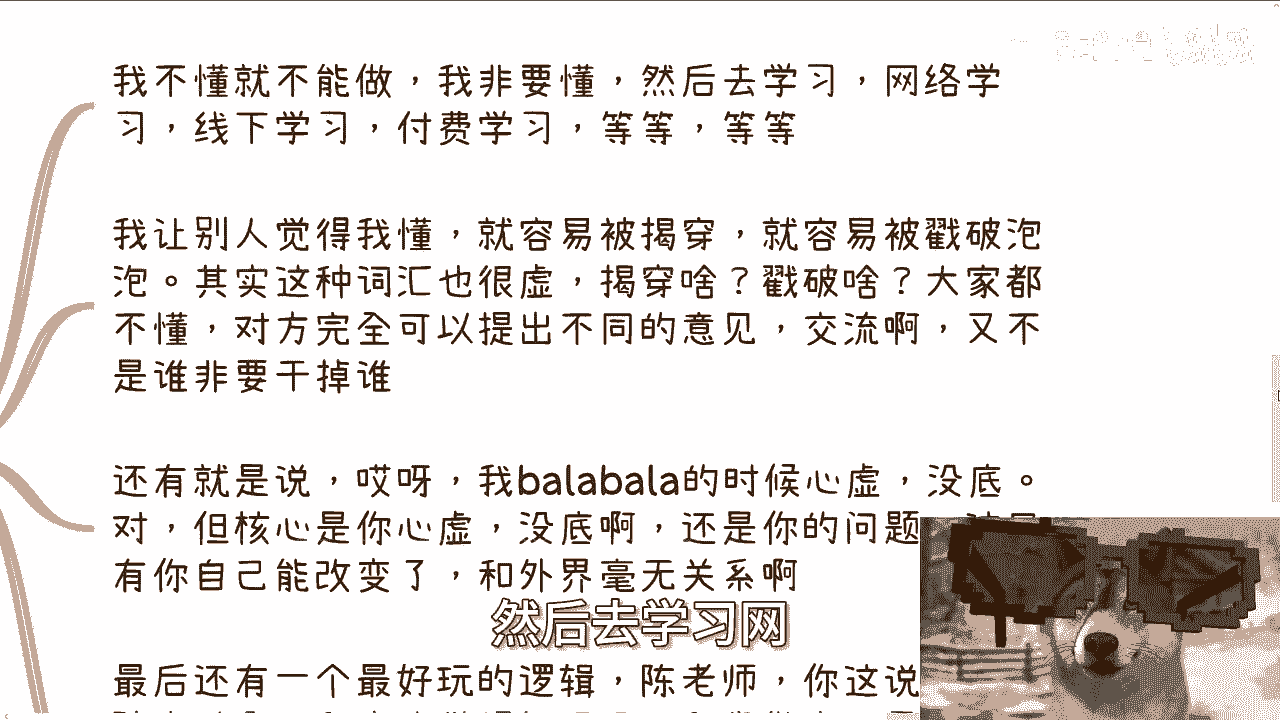 我不懂就不能做，我非要懂，然后去学习，网络学
习，线下学习，付费学习，等等，等等
我让别人觉得我懂，就容易被揭穿，就容易被戳破泡
泡。其实这种词汇也很虚，揭穿啥？戳破啥？大家都
不懂，对方完全可以提出不同的意见，交流啊，又不
是谁非要干掉谁
还有就是说，哎呀，我balabala的时候心虚，没底。
对，但核心是你心虚，没底啊，还是你的问题
有你自己能改变了，和外界毫无关系啊
然后去学习网
最后还有一个最好玩的逻辑，陈老师，你这说